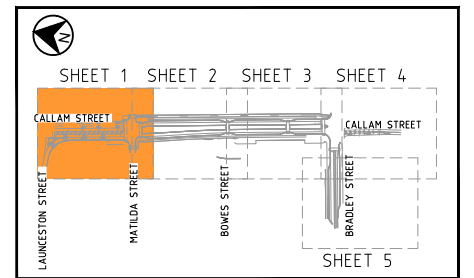 N
SHEET 1
SHEET 2
SHEET 3
SHEET 4
CALLAM STREET
CALLAM STREET
LAUNCESTON STREET
MATILDA STREET
BOWES STREET
BRADLEY STREET
SHEET 5